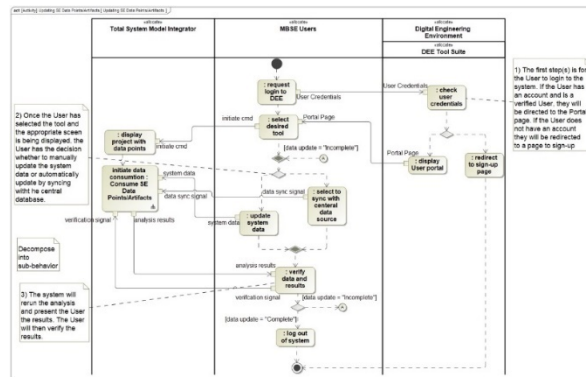 act [Activity] Updating SE Data Points/Artifacts[ Updating SE Data Points/Artifacts ]
«allocate»
Total System Model Integrator
«allocate»
MBSE Users
«allocate»
Digital Engineering
Environment
«allocate»
DEE Tool Suite
: request
login to
DEE
User Credentials
User Credentials
: check
user
credentials
1) The first step(s) is for
the User to login to the
system. If the User has
an account and is a
verified User, they will
be directed to the Portal
page. If the User does
not have an account
they will be redirected
to a page to sign-up
2) Once the User has
selected the tool and
the appropriate screen
is being displayed, the
User has the decision
whether to manually
update the system
data or automatically
update by syncing
witht he central
database.
initiate cmd
: select
desired
tool
Portal Page
: display
project with
data points
initiate cmd
[data update = "Incomplete"]
A
Portal Page
: display
User portal
: redirect
to sign-up
page
initiate data
consumtion :
Consume SE
Data
Points/Artifacts
system data
data sync signal
: select to
sync with
centeral data
source
verification signal
analysis results
system data
: update
system
data
Decompose
into
sub-behavior
analysis results
: verify
data and
results
3) The system will
rerun the analysis
and present the User
the results. The User
will then verify the
results.
verification signal
[data update = "Incomplete"]
A
[data update = "Complete"]
: log out
of system